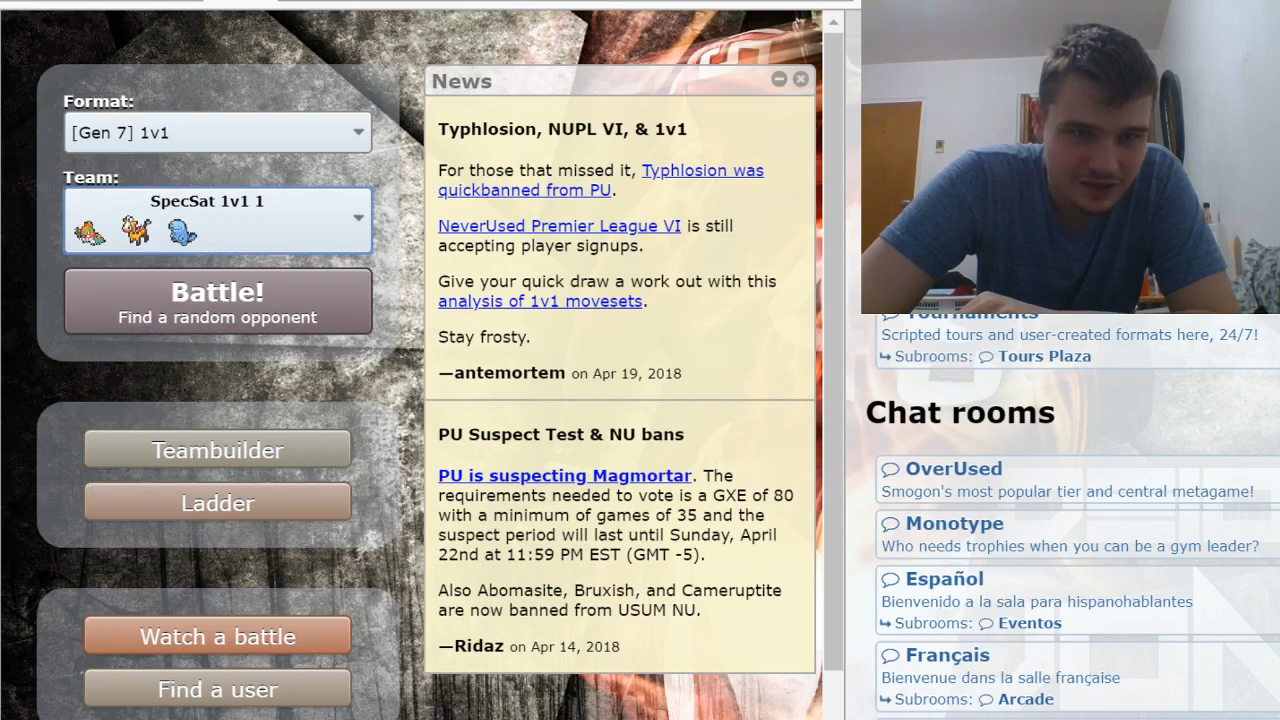 Format:
[Gen 7] 1v1
Team:
SpecSat 1v1 1
Battle!
Find a random opponent
Teambuilder
Ladder
Watch a battle
Find a user
News
Typhlosion, NUPL VI, & 1v1
For those that missed it, Typhlosion was
quickbanned from PU.
NeverUsed Premier League VI is still
accepting player signups.
Give your quick draw a work out with this
analysis of 1v1 movesets.
Stay frosty.
—antemortem on Apr 19, 2018
PU Suspect Test & NU bans
PU is suspecting Magmortar. The
requirements needed to vote is a GXE of 80
with a minimum of games of 35 and the
suspect period will last until Sunday, April
22nd at 11:59 PM EST (GMT -5).
Also Abomasite, Bruxish, and Cameruptite
are now banned from USUM NU.
—Ridaz on Apr 14, 2018
Tournaments
Scripted tours and user-created formats here, 24/7!
↳ Subrooms: Tours Plaza
Chat rooms
OverUsed
Smogon's most popular tier and central metagame!
Monotype
Who needs trophies when you can be a gym leader?
Español
Bienvenido a la sala para hispanohablantes
↳ Subrooms: Eventos
Français
Bienvenue dans la salle française
↳ Subrooms: Arcade